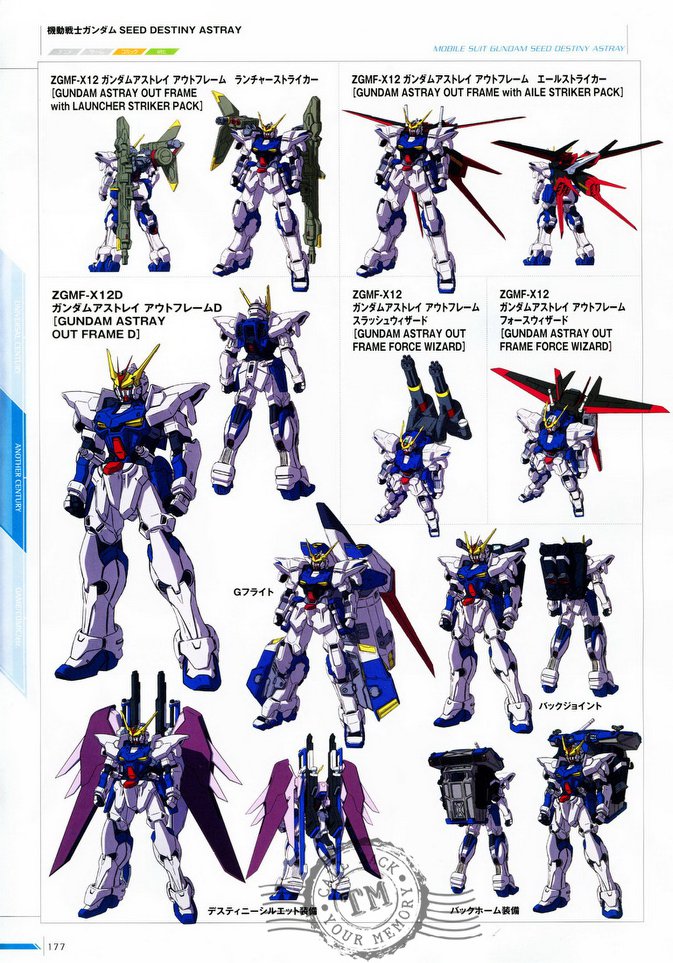 機動戦士ガンダム SEED DESTINY ASTRAY
MOBILE SUIT GUNDAM SEED DESTINY ASTRAY
ZGMF-X12 ガンダムアストレイ アウトフレーム ランチャーストライカー
[GUNDAM ASTRAY OUT FRAME
with LAUNCHER STRIKER PACK]
ZGMF-X12 ガンダムアストレイ アウトフレーム エールストライカー
[GUNDAM ASTRAY OUT FRAME with AILE STRIKER PACK]
ZGMF-X12D
ガンダムアストレイ アウトフレームD
[GUNDAM ASTRAY
OUT FRAME D]
ZGMF-X12
ガンダムアストレイ アウトフレーム
スラッシュウィザード
[GUNDAM ASTRAY OUT
FRAME FORCE WIZARD]
ZGMF-X12
ガンダムアストレイ アウトフレーム
フォースウィザード
[GUNDAM ASTRAY OUT
FRAME FORCE WIZARD]
UNIVERSAL CENTURY
ANOTHER CENTURY
Gフライト
バックジョイント
デスティニーシルエット装備
バックホーム装備
CALL BACK
TM
YOUR MEMORY
177